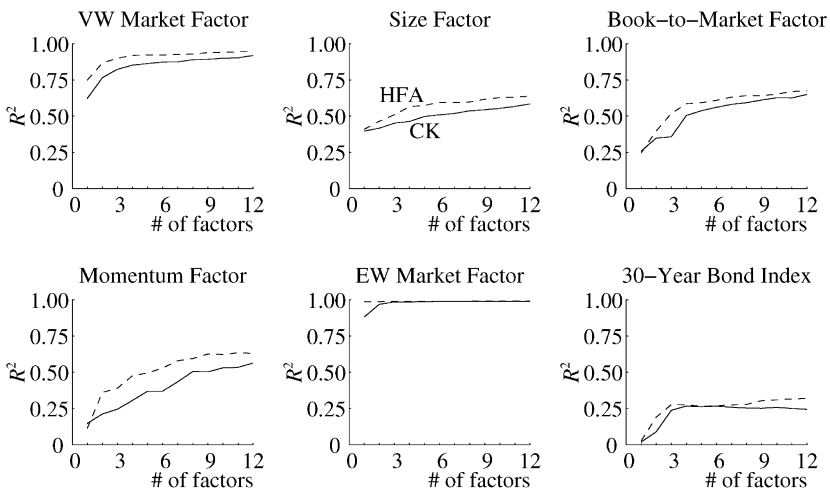 VW Market Factor
1.00
0.75
0.50
0.25
0
R²
0 3 6 9 12
# of factors
Size Factor
1.00
0.75
0.50
0.25
0
R²
HFA
CK
0 3 6 9 12
# of factors
Book−to−Market Factor
1.00
0.75
0.50
0.25
0
R²
0 3 6 9 12
# of factors
Momentum Factor
1.00
0.75
0.50
0.25
0
R²
0 3 6 9 12
# of factors
EW Market Factor
1.00
0.75
0.50
0.25
0
R²
0 3 6 9 12
# of factors
30−Year Bond Index
1.00
0.75
0.50
0.25
0
R²
0 3 6 9 12
# of factors